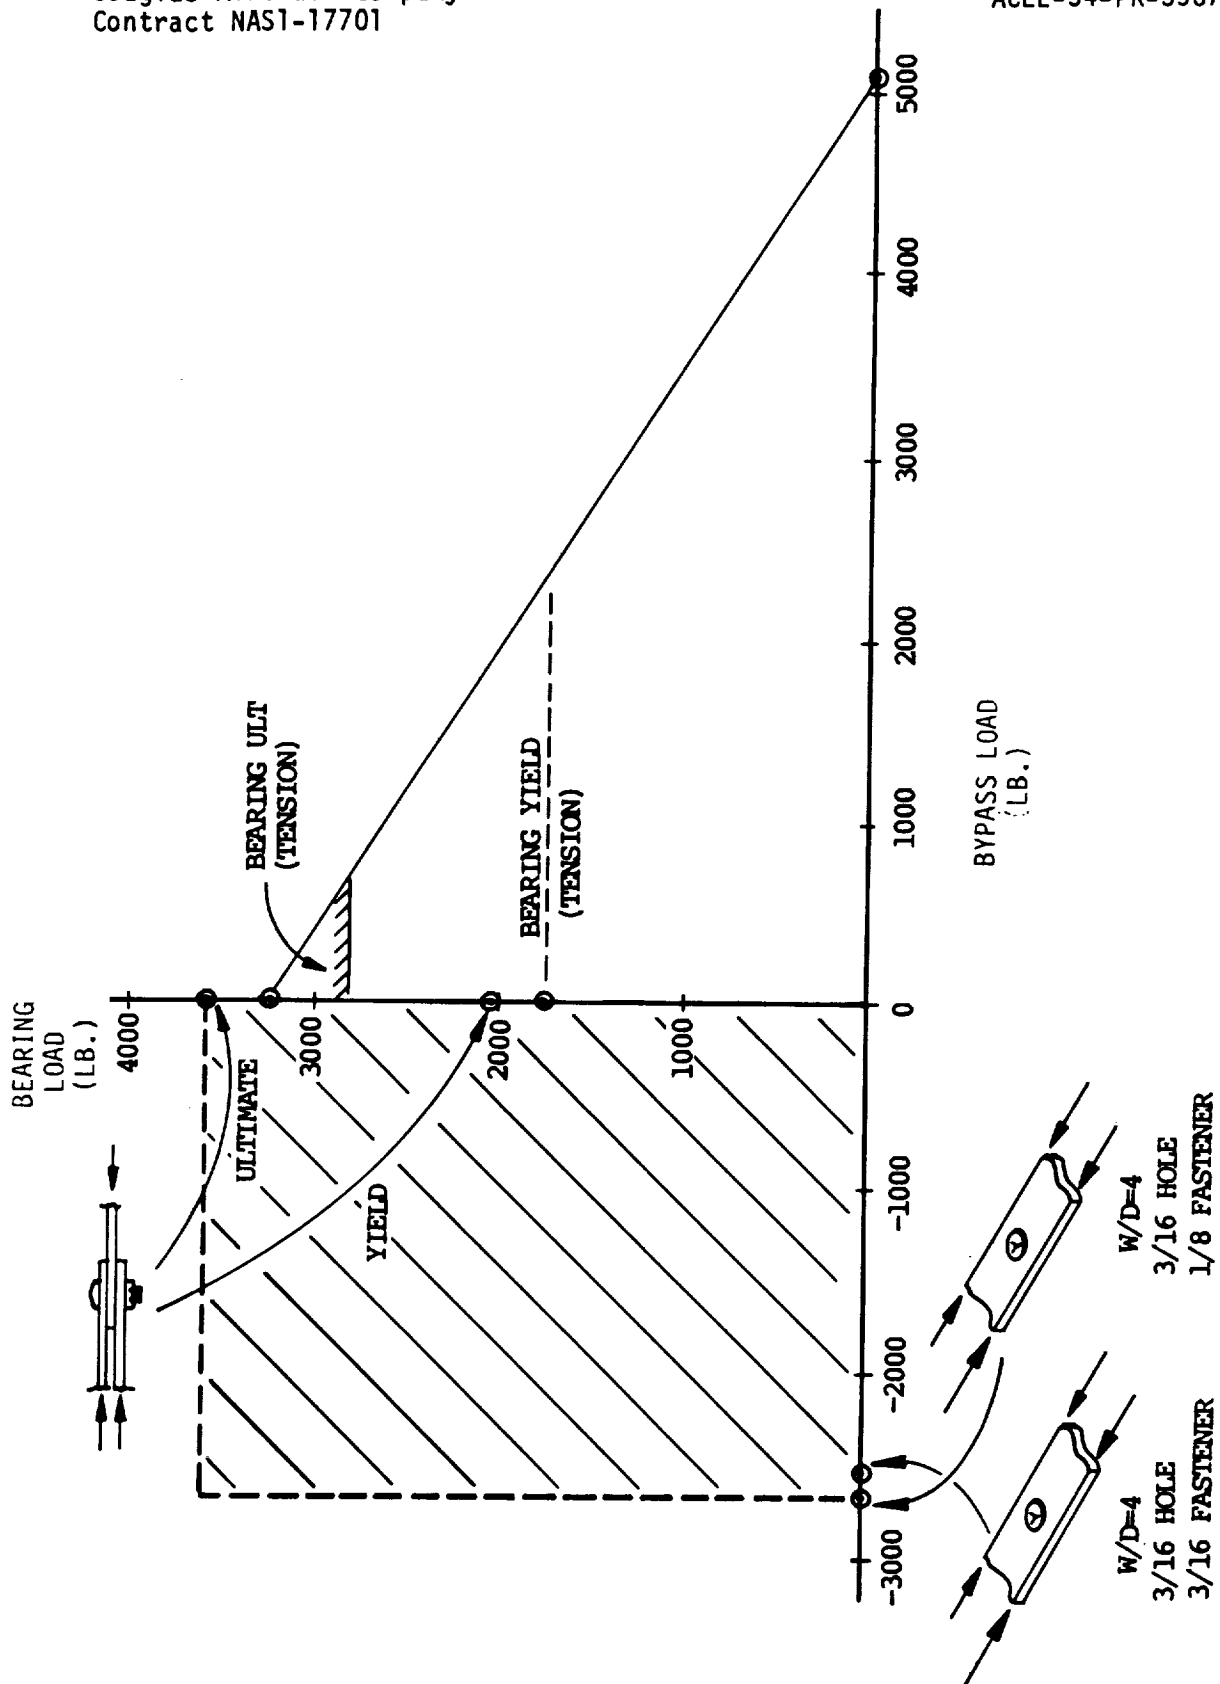 Contract NAS1-17701
BEARING
LOAD
(LB.)
4000
3000
2000
1000
0
ULTIMATE
YIELD
BEARING ULT
(TENSION)
BEARING YIELD
(TENSION)
-3000
-2000
-1000
1000
2000
3000
4000
5000
BYPASS LOAD
(LB.)
W/D=4
3/16 HOLE
3/16 FASTENER
W/D=4
3/16 HOLE
1/8 FASTENER